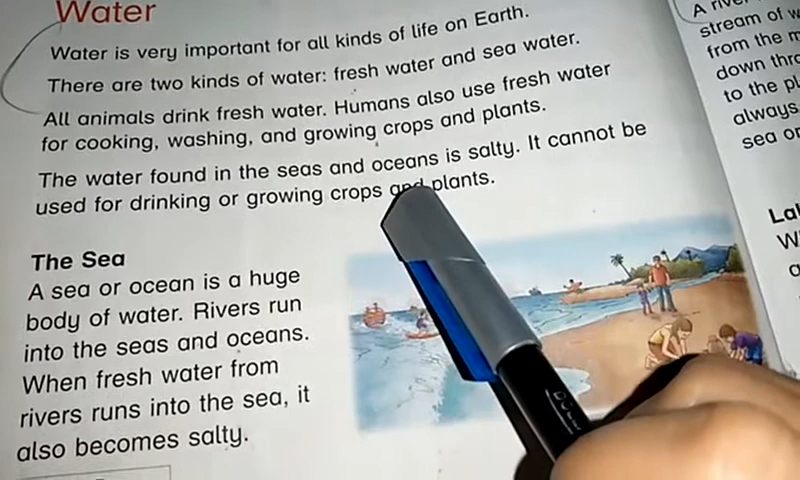 Water
Water is very important for all kinds of life on Earth.
There are two kinds of water: fresh water and sea water.
All animals drink fresh water. Humans also use fresh water
for cooking, washing, and growing crops and plants.
The water found in the seas and oceans is salty. It cannot be
used for drinking or growing crops and plants.
The Sea
A sea or ocean is a huge
body of water. Rivers run
into the seas and oceans.
When fresh water from
rivers runs into the sea, it
also becomes salty.
A
stream of
from the
down
to the
always
sea or